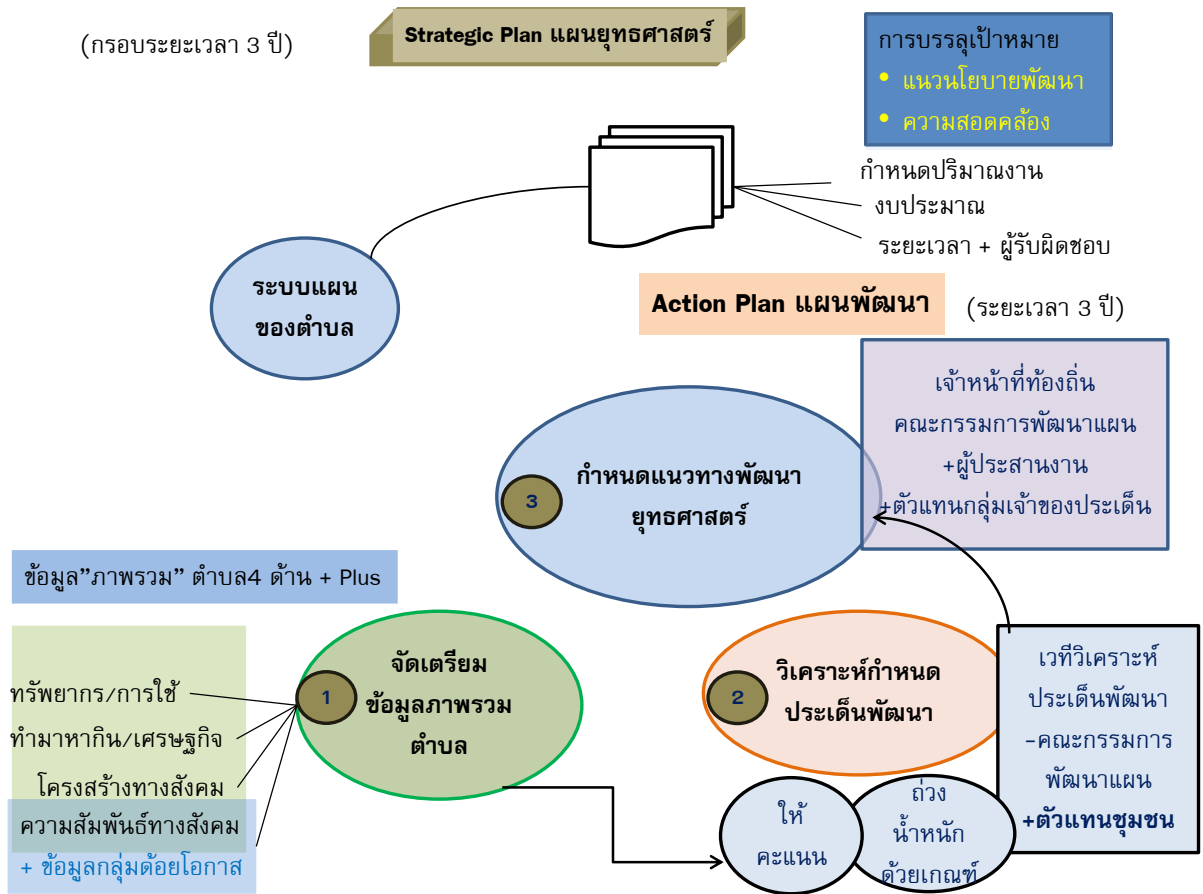 (กรอบระยะเวลา 3 ปี)
Strategic Plan แผนยุทธศาสตร์
การบรรลุเป้าหมาย
• แนวนโยบายพัฒนา
• ความสอดคล้อง
กำหนดปริมาณงาน
งบประมาณ
ระยะเวลา + ผู้รับผิดชอบ
ระบบแผน
ของตำบล
Action Plan แผนพัฒนา
(ระยะเวลา 3 ปี)
เจ้าหน้าที่ท้องถิ่น
คณะกรรมการพัฒนาแผน
+ผู้ประสานงาน
+ตัวแทนกลุ่มเจ้าของประเด็น
3
กำหนดแนวทางพัฒนา
ยุทธศาสตร์
ข้อมูล”ภาพรวม” ตำบล4 ด้าน + Plus
ทรัพยากร/การใช้
ทำมาหากิน/เศรษฐกิจ
โครงสร้างทางสังคม
ความสัมพันธ์ทางสังคม
+ ข้อมูลกลุ่มด้อยโอกาส
1
จัดเตรียม
ข้อมูลภาพรวม
ตำบล
2
วิเคราะห์กำหนด
ประเด็นพัฒนา
เวทีวิเคราะห์
ประเด็นพัฒนา
-คณะกรรมการ
พัฒนาแผน
+ตัวแทนชุมชน
ให้
คะแนน
ถ่วง
น้ำหนัก
ด้วยเกณฑ์